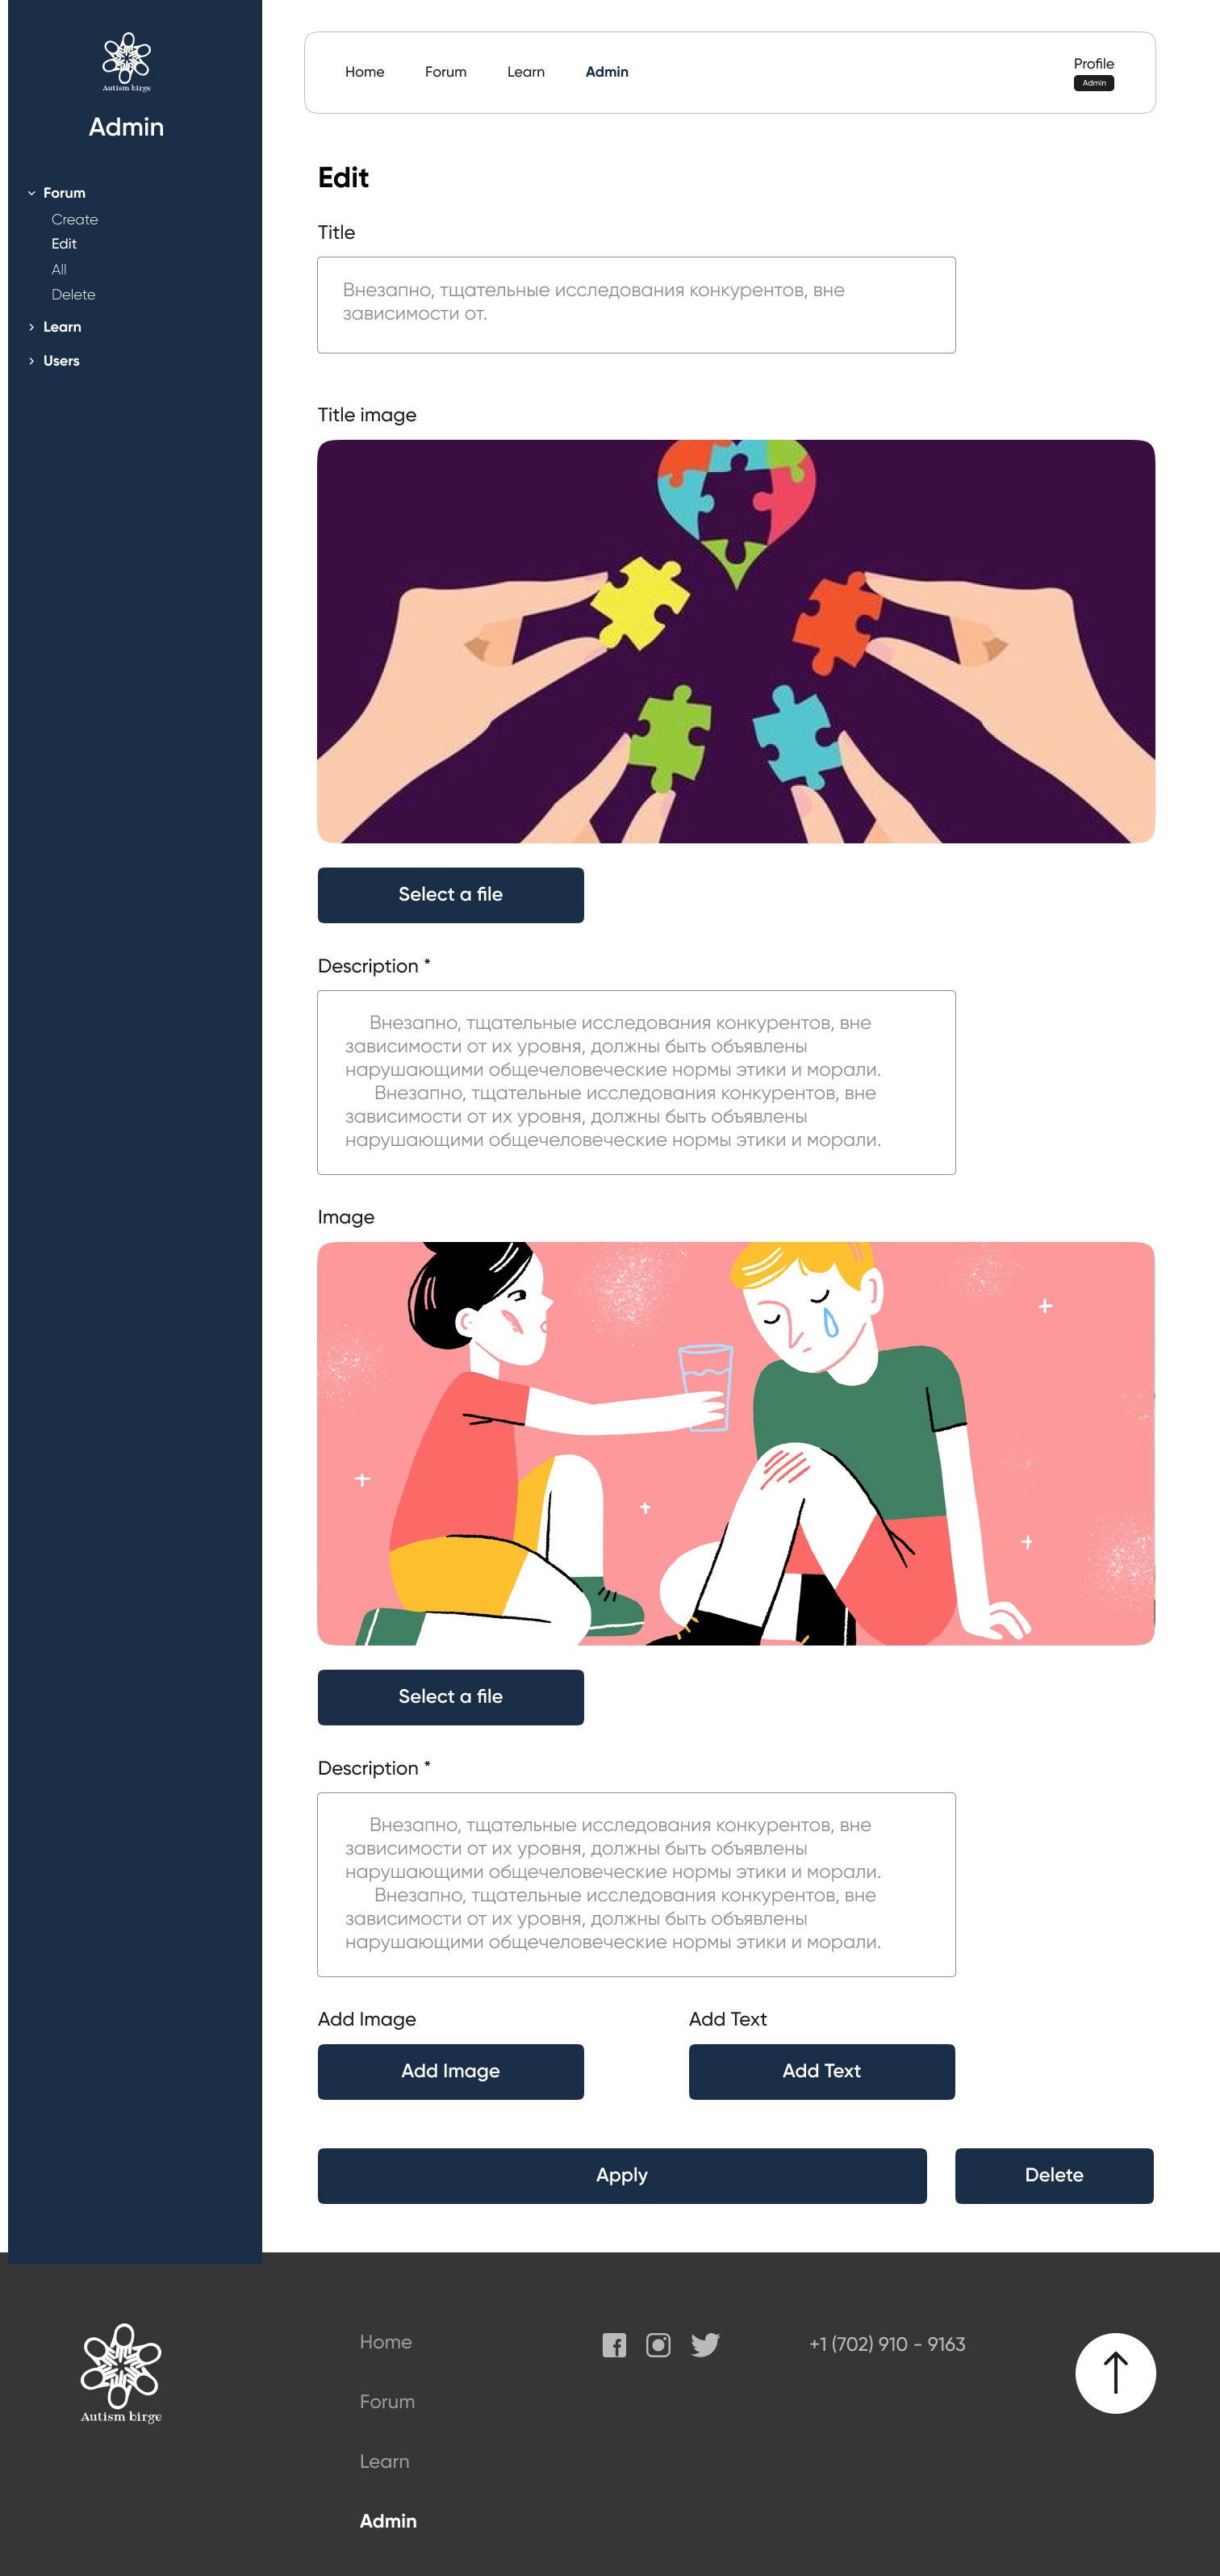 Autism birge
Admin
Forum
Create
Edit
All
Delete
Learn
Users
Home
Forum
Learn
Admin
Profile
Admin
Edit
Title
Внезапно, тщательные исследования конкурентов, вне
зависимости от.
Title image
Select a file
Description *
Внезапно, тщательные исследования конкурентов, вне
зависимости от их уровня, должны быть объявлены
нарушающими общечеловеческие нормы этики и морали.
Внезапно, тщательные исследования конкурентов, вне
зависимости от их уровня, должны быть объявлены
нарушающими общечеловеческие нормы этики и морали.
Image
Select a file
Description *
Внезапно, тщательные исследования конкурентов, вне
зависимости от их уровня, должны быть объявлены
нарушающими общечеловеческие нормы этики и морали.
Внезапно, тщательные исследования конкурентов, вне
зависимости от их уровня, должны быть объявлены
нарушающими общечеловеческие нормы этики и морали.
Add Image
Add Text
Add Image
Add Text
Apply
Delete
Autism birge
Home
Forum
Learn
Admin
+1 (702) 910 - 9163